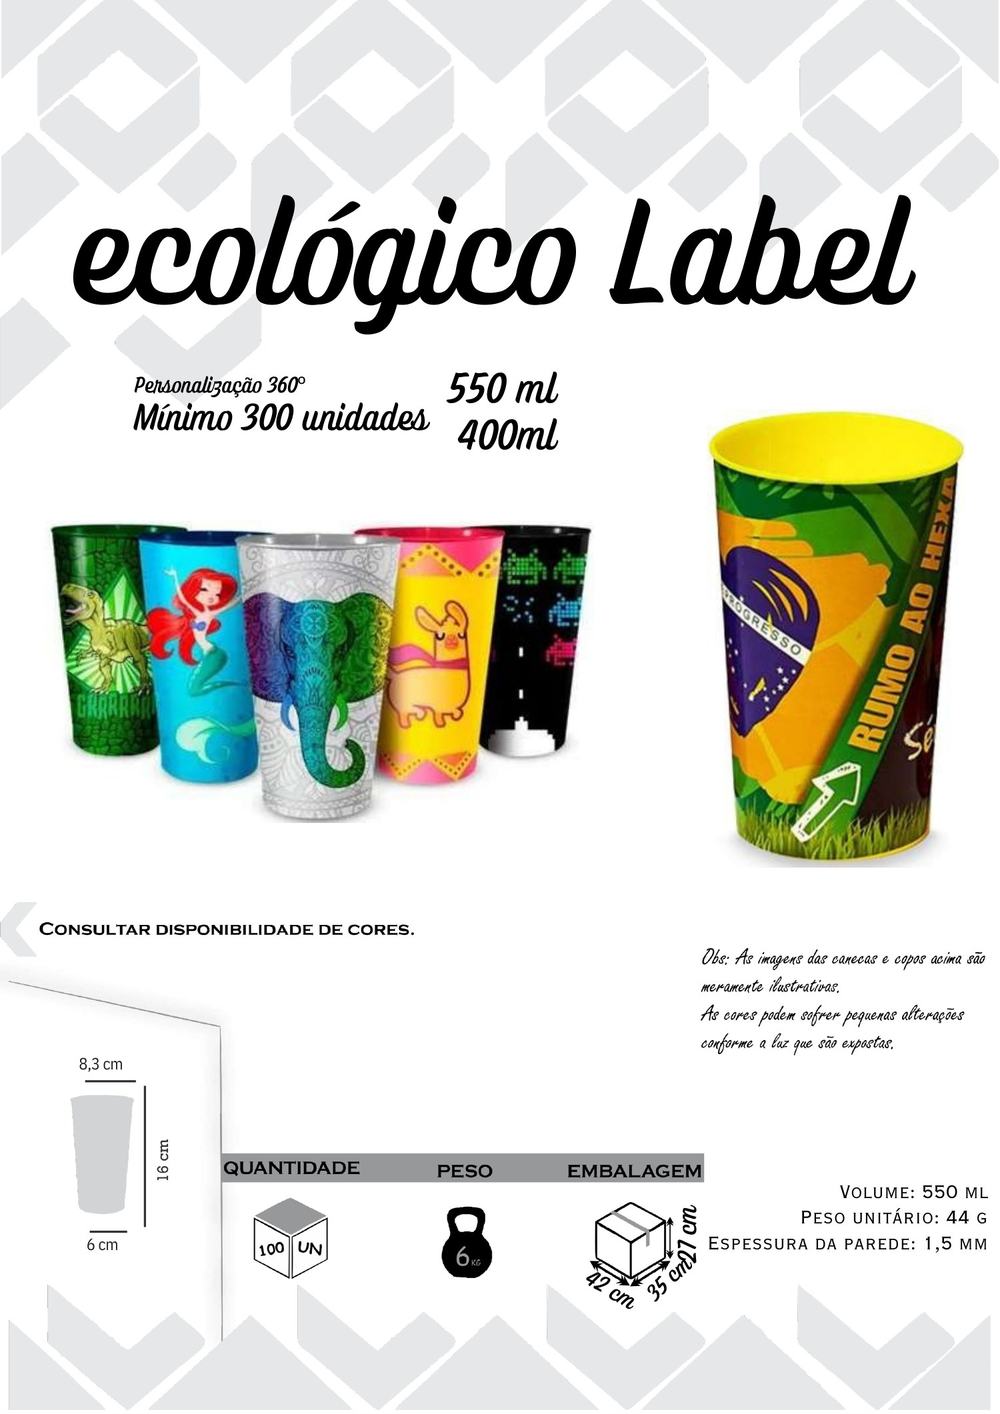 ecológico Label
Personalização 360º
Mínimo 300 unidades
550 ml
400ml
GRRRRRR
PROGRESSO
RUMO AO HEXA
Sé
CONSULTAR DISPONIBILIDADE DE CORES.
Obs: As imagens das canecas e copos acima são
meramente ilustrativas.
As cores podem sofrer pequenas alterações
conforme a luz que são expostas.
8,3 cm
16 cm
6 cm
QUANTIDADE
PESO
EMBALAGEM
100 UN
6 KG
42 cm
35 cm
27 cm
VOLUME: 550 ML
PESO UNITÁRIO: 44 G
ESPESSURA DA PAREDE: 1,5 MM